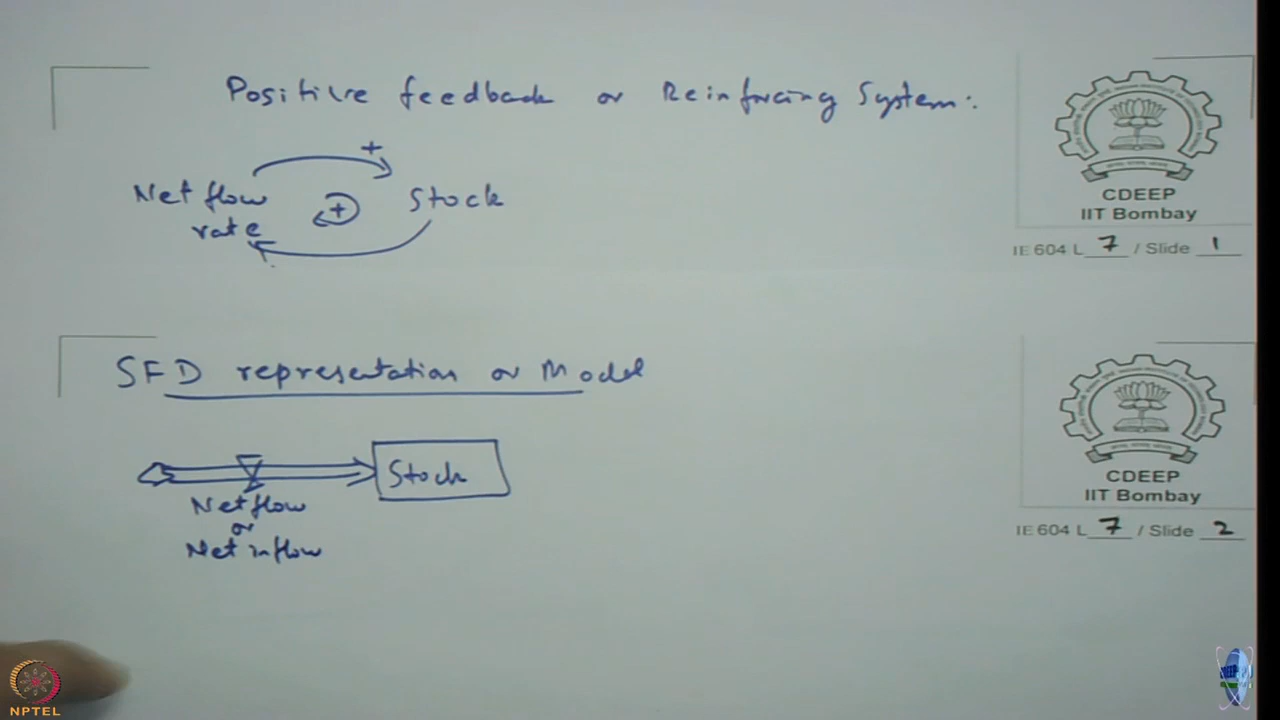 Positive feedback or Reinforcing System:
+
Net flow rate
+
Stock
CDEEP
IIT Bombay
IE 604 L 7 / Slide 1
SFD representation or Model
Stock
Net flow
or
Net inflow
CDEEP
IIT Bombay
IE 604 L 7 / Slide 2
NPTEL